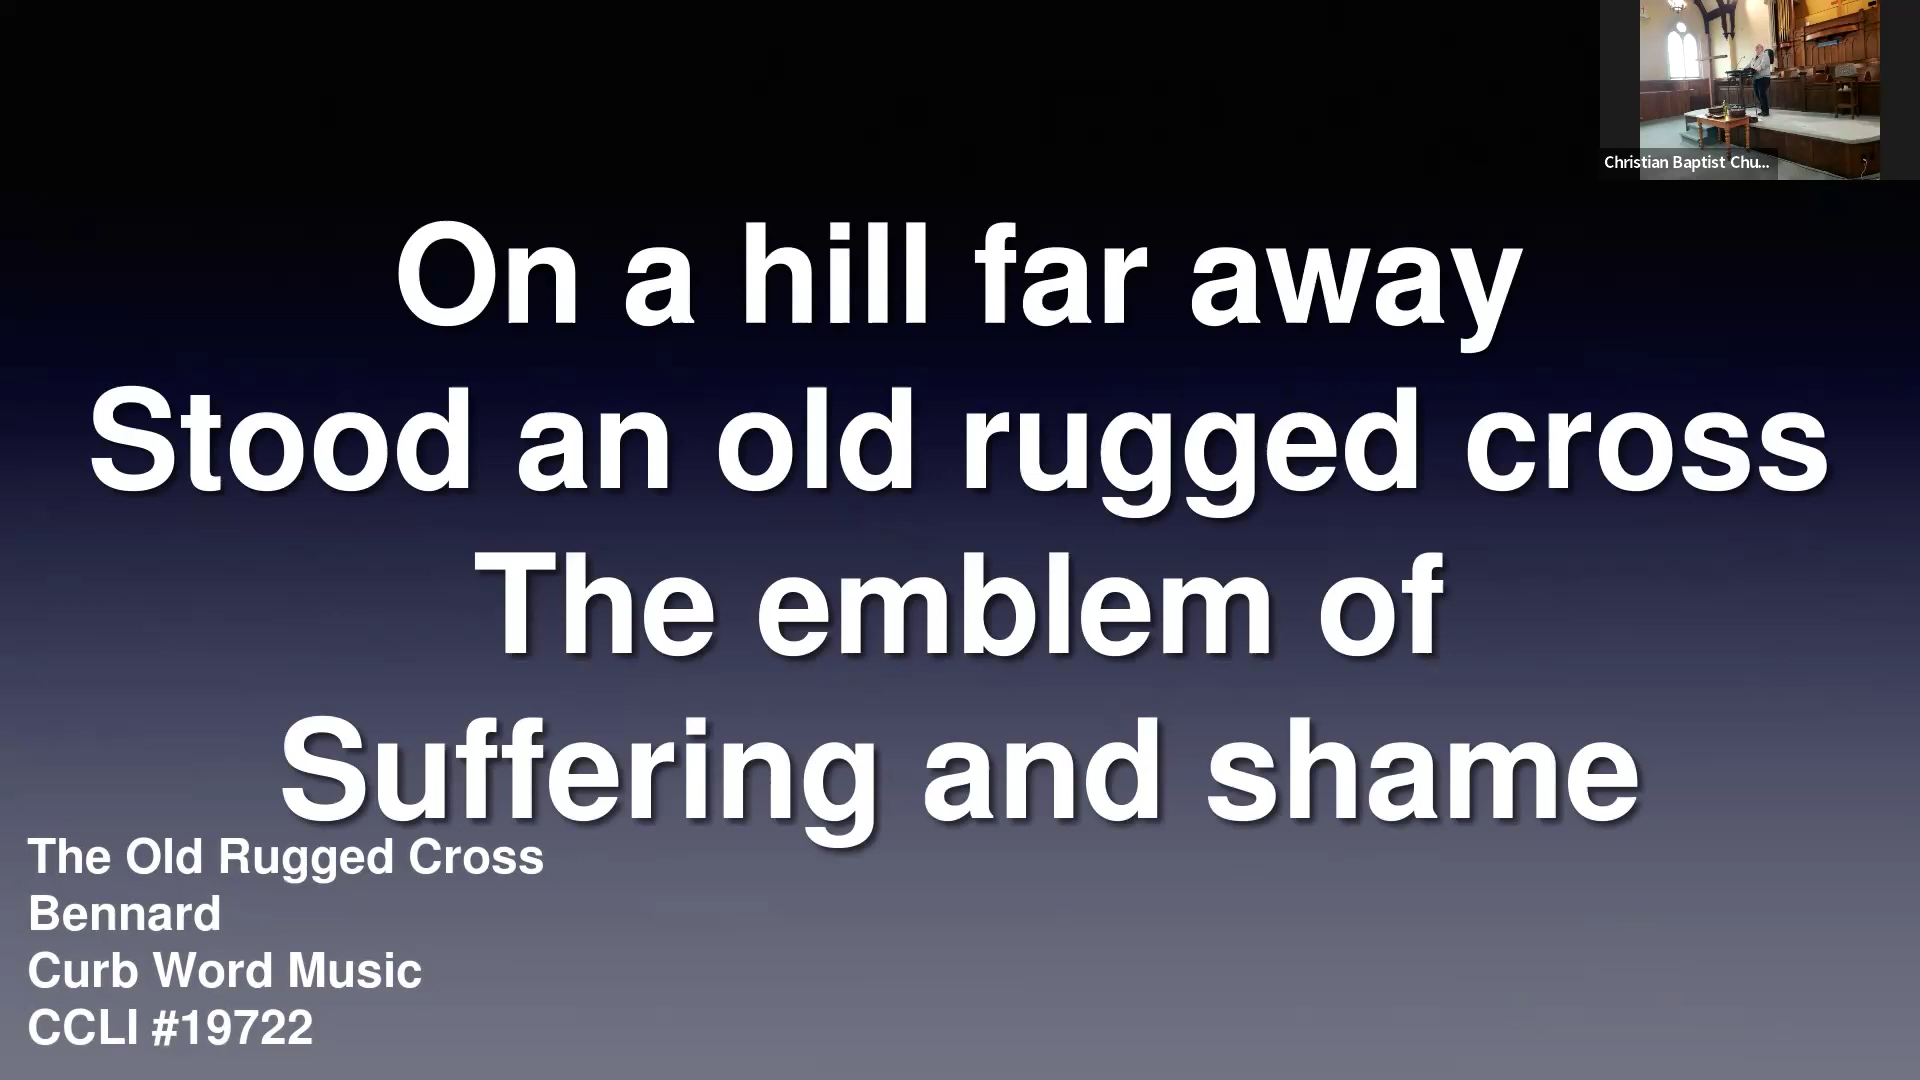 Christian Baptist Chu...
On a hill far away
Stood an old rugged cross
The emblem of
Suffering and shame
The Old Rugged Cross
Bennard
Curb Word Music
CCLI #19722